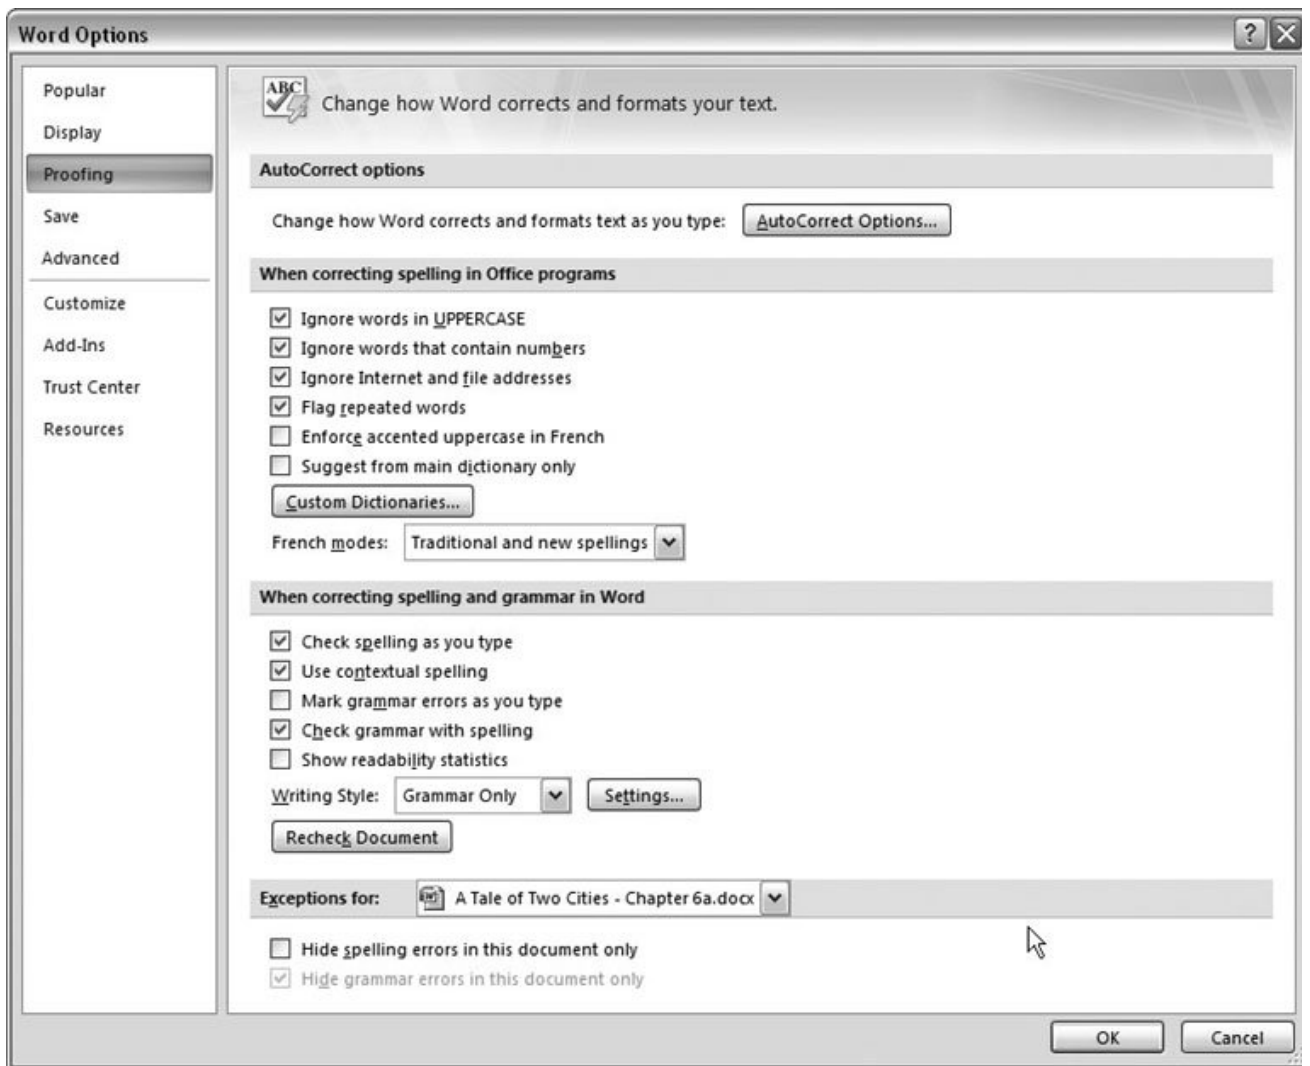 Word Options
Popular
Display
Proofing
Save
Advanced
Customize
Add-Ins
Trust Center
Resources
ABC
Change how Word corrects and formats your text.
AutoCorrect options
Change how Word corrects and formats text as you type: AutoCorrect Options...
When correcting spelling in Office programs
Ignore words in UPPERCASE
Ignore words that contain numbers
Ignore Internet and file addresses
Flag repeated words
Enforce accented uppercase in French
Suggest from main dictionary only
Custom Dictionaries...
French modes: Traditional and new spellings
When correcting spelling and grammar in Word
Check spelling as you type
Use contextual spelling
Mark grammar errors as you type
Check grammar with spelling
Show readability statistics
Writing Style: Grammar Only Settings...
Recheck Document
Exceptions for: A Tale of Two Cities - Chapter 6a.docx
Hide spelling errors in this document only
Hide grammar errors in this document only
OK Cancel